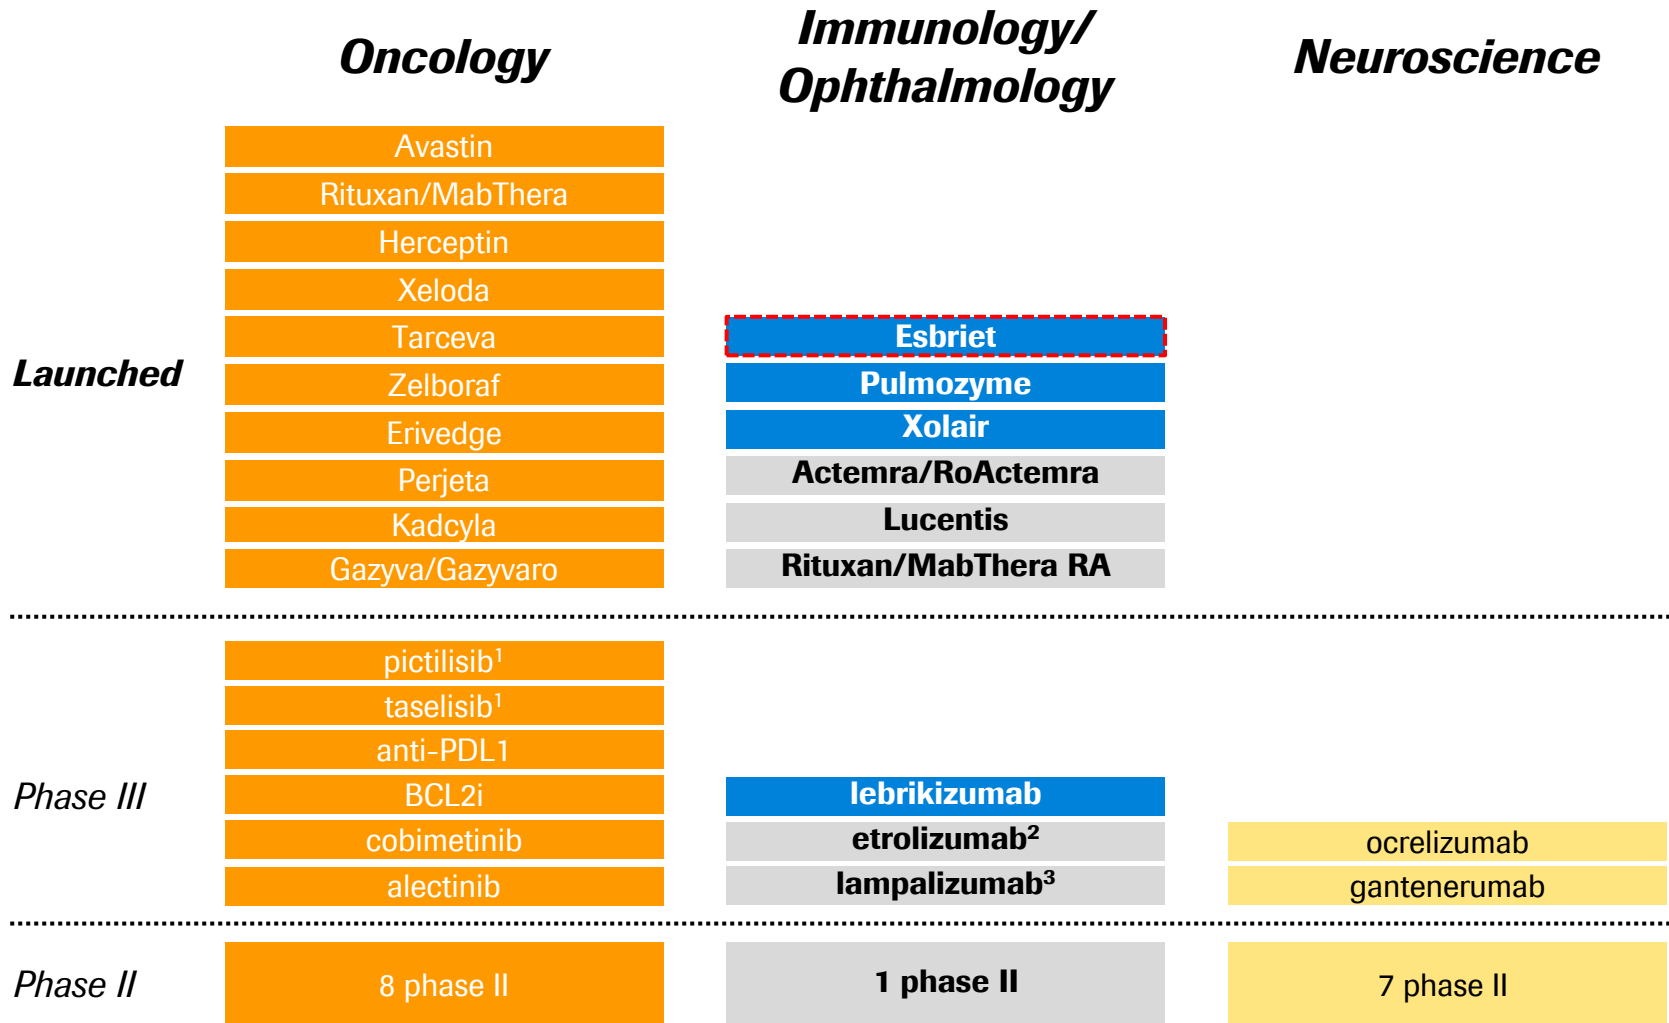 Oncology
Immunology/
Ophthalmology
Neuroscience
Launched
Avastin
Rituxan/MabThera
Herceptin
Xeloda
Tarceva
Zelboraf
Erivedge
Perjeta
Kadcyla
Gazyva/Gazyvaro
Esbriet
Pulmozyme
Xolair
Actemra/RoActemra
Lucentis
Rituxan/MabThera RA
Phase III
pictilisib¹
taselisib¹
anti-PDL1
BCL2i
cobimetinib
alectinib
lebrikizumab
etrolizumab²
lampalizumab³
ocrelizumab
gantenerumab
Phase II
8 phase II
1 phase II
7 phase II